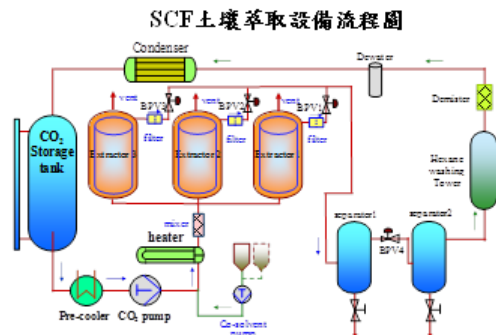 SCF土壤萃取設備流程圖
Condenser
Dewater
BPV3
BPV2
BPV1
vent
vent
vent
filter
filter
filter
Demister
CO2
Storage
tank
Extractor 3
Extractor 2
Extractor 1
Hexane
washing
Tower
mixer
separator1
separator2
heater
BPV4
Pre-cooler
CO2 pump
Co-solvent
pump